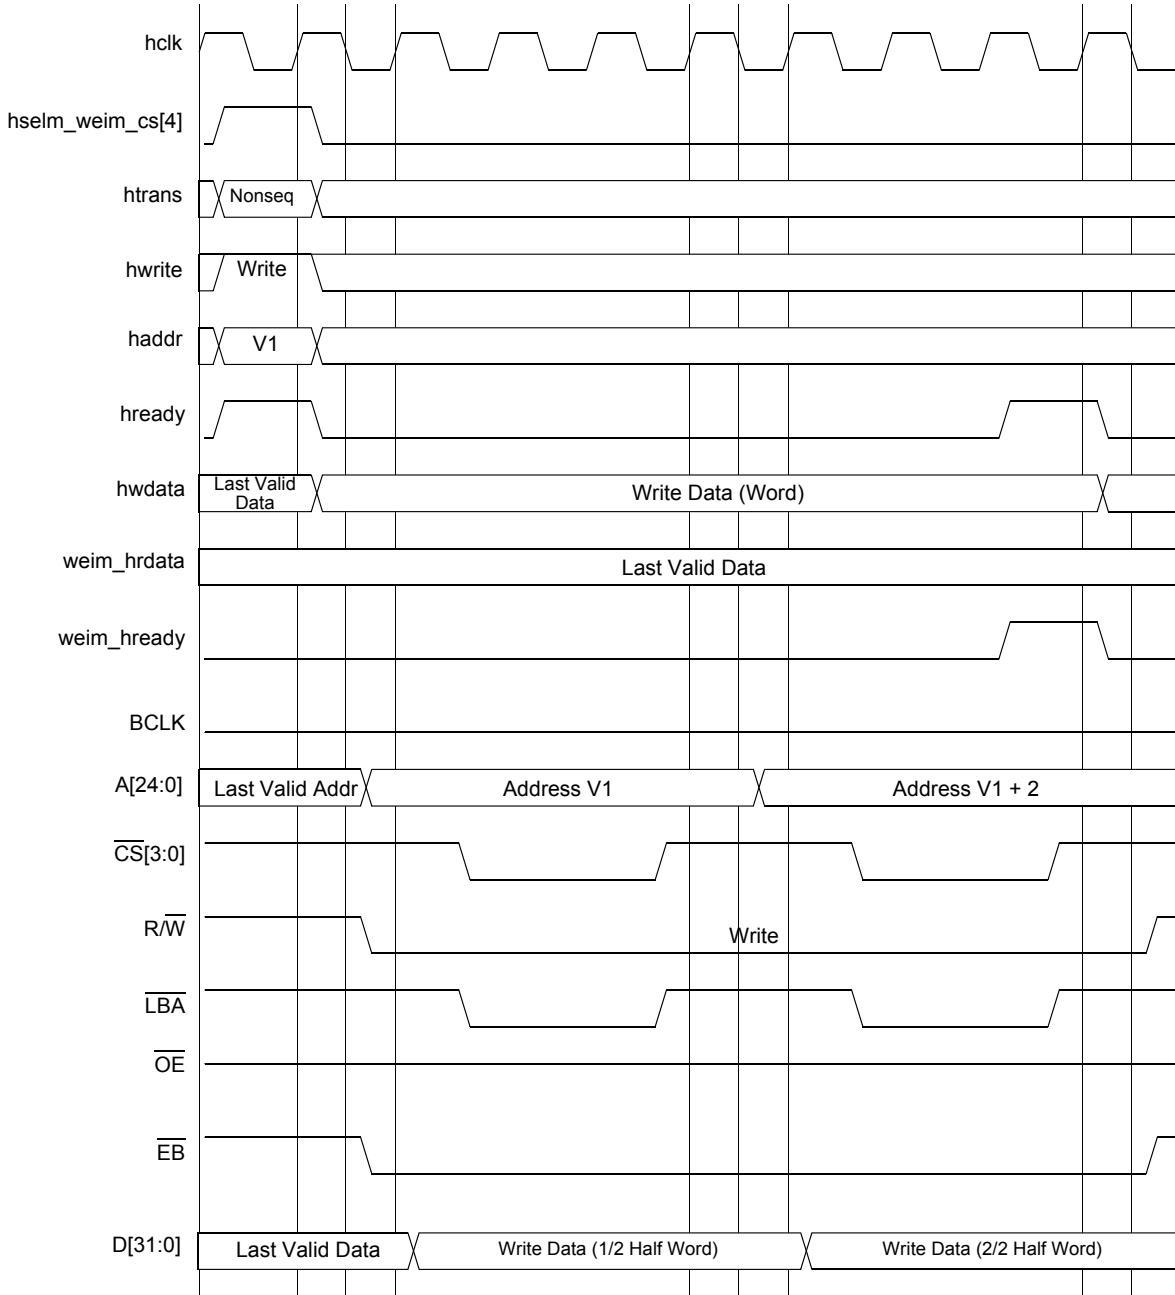 hclk
hselm_weim_cs[4]
htrans Nonseq
hwrite Write
haddr V1
hready
hwdata Last Valid Data Write Data (Word)
weim_hrdata Last Valid Data
weim_hready
BCLK
A[24:0] Last Valid Addr Address V1 Address V1 + 2
CS[3:0]
R/W Write
LBA
OE
EB
D[31:0] Last Valid Data Write Data (1/2 Half Word) Write Data (2/2 Half Word)